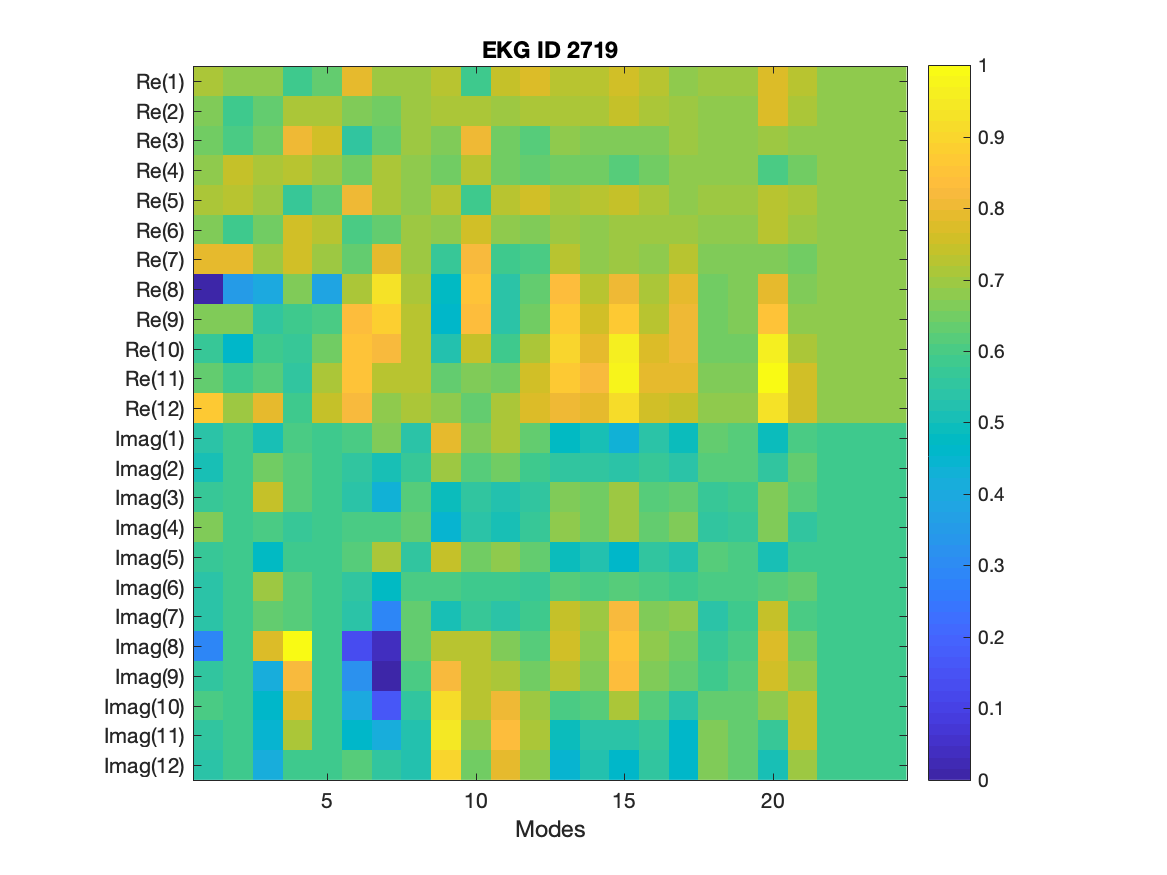 EKG ID 2719
Re(1)
Re(2)
Re(3)
Re(4)
Re(5)
Re(6)
Re(7)
Re(8)
Re(9)
Re(10)
Re(11)
Re(12)
Imag(1)
Imag(2)
Imag(3)
Imag(4)
Imag(5)
Imag(6)
Imag(7)
Imag(8)
Imag(9)
Imag(10)
Imag(11)
Imag(12)
5 10 15 20
Modes
1
0.9
0.8
0.7
0.6
0.5
0.4
0.3
0.2
0.1
0